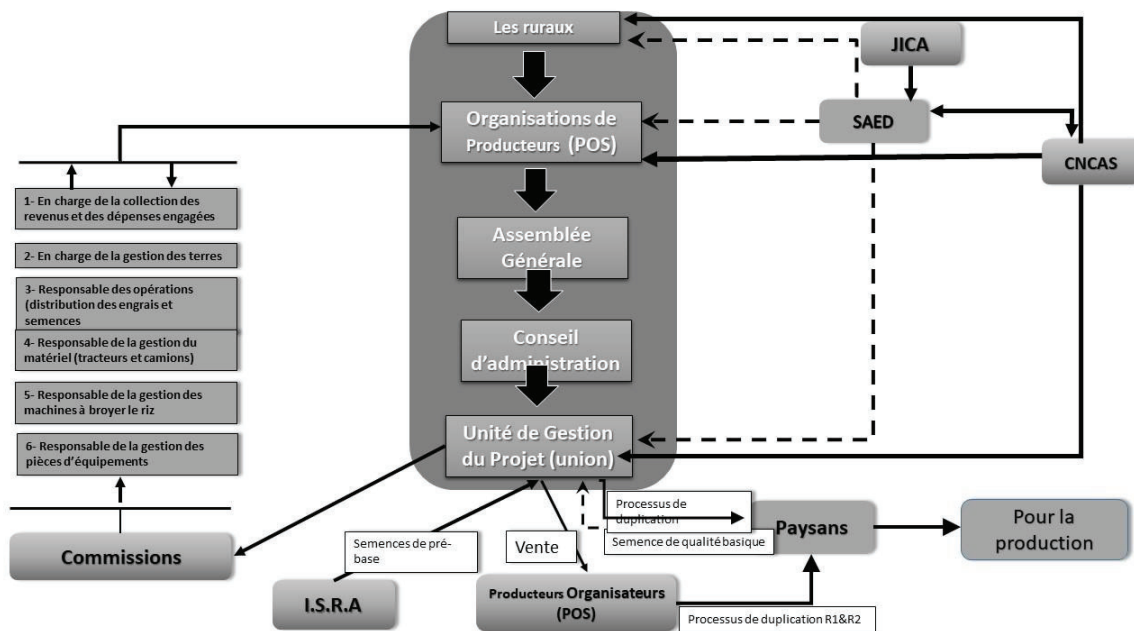 Les ruraux
JICA
SAED
CNCAS
Organisations de
Producteurs (POS)
Assemblée
Générale
Conseil
d’administration
Unité de Gestion
du Projet (union)
1- En charge de la collection des
revenus et des dépenses engagées
2- En charge de la gestion des terres
3- Responsable des opérations
(distribution des engrais et
semences
4- Responsable de la gestion du
matériel (tracteurs et camions)
5- Responsable de la gestion des
machines à broyer le riz
6- Responsable de la gestion des
pièces d’équipements
Commissions
Semences de pré-
base
I.S.R.A
Vente
Processus de
duplication
Semence de qualité basique
Paysans
Pour la
production
Producteurs Organisateurs
(POS)
Processus de duplication R1&R2